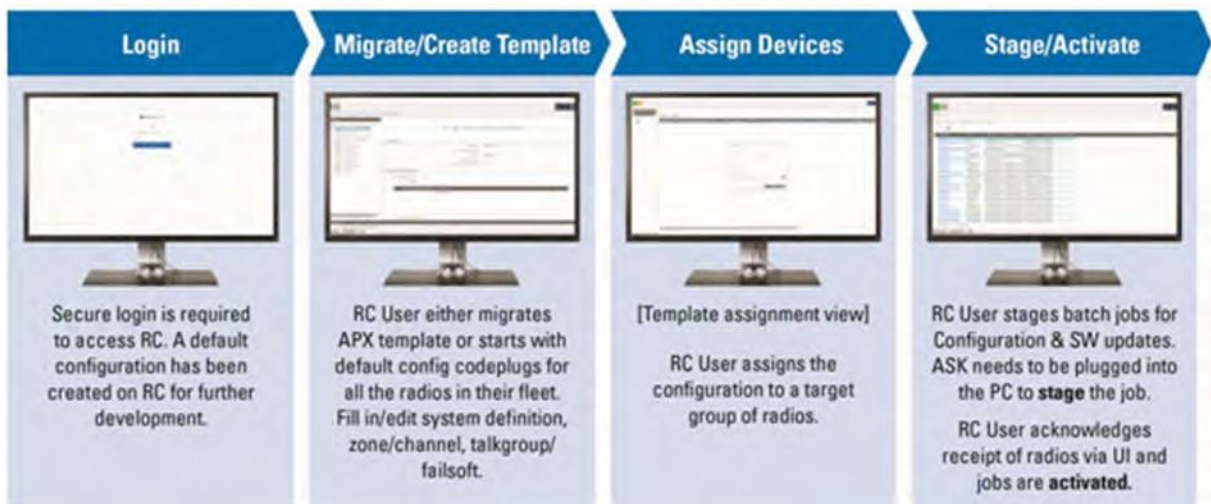 Login
Migrate/Create Template
Assign Devices
Stage/Activate
Secure login is required
to access RC. A default
configuration has been
created on RC for further
development.
RC User either migrates
APX template or starts with
default config codeplugs for
all the radios in their fleet.
Fill in/edit system definition,
zone/channel, talkgroup/
failsoft.
[Template assignment view]
RC User assigns the
configuration to a target
group of radios.
RC User stages batch jobs for
Configuration & SW updates.
ASK needs to be plugged into
the PC to stage the job.
RC User acknowledges
receipt of radios via UI and
jobs are activated.